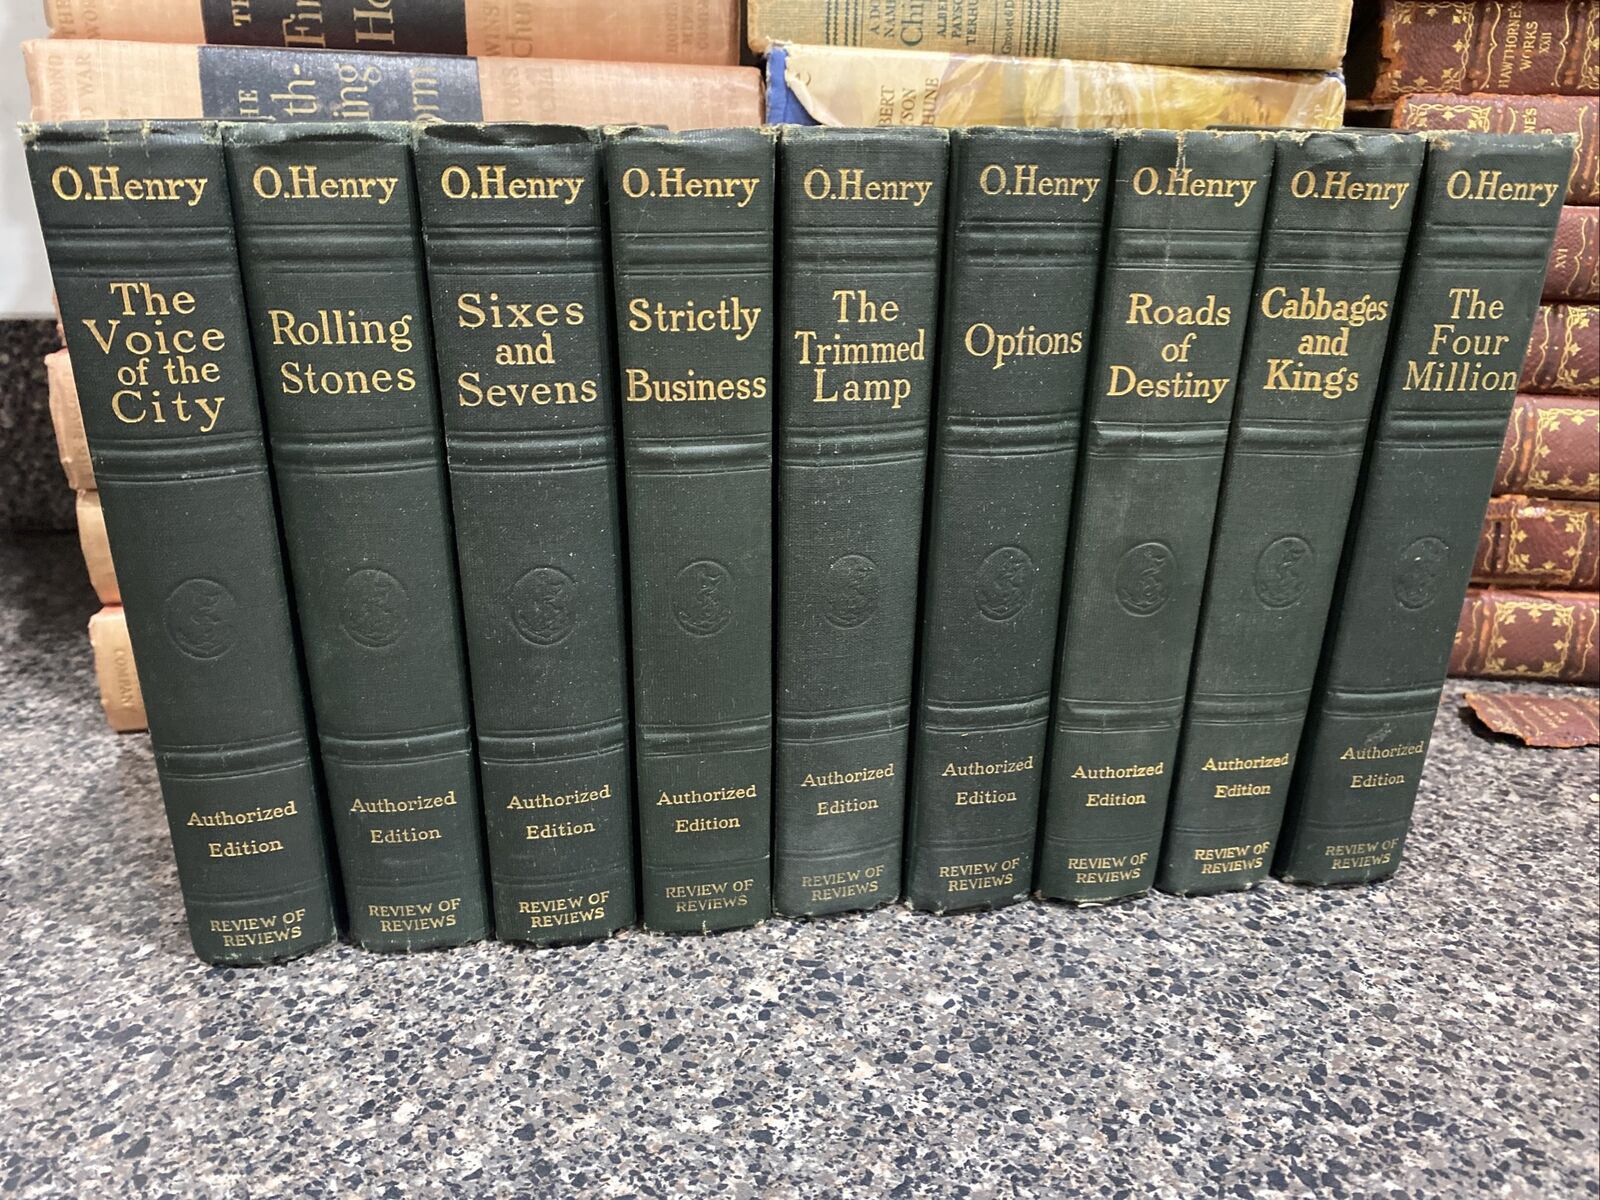 O.Henry
The
Voice
of the
City
Authorized
Edition
REVIEW OF
REVIEWS
O.Henry
Rolling
Stones
Authorized
Edition
REVIEW OF
REVIEWS
O.Henry
Sixes
and
Sevens
Authorized
Edition
REVIEW OF
REVIEWS
O.Henry
Strictly
Business
Authorized
Edition
REVIEW OF
REVIEWS
O.Henry
The
Trimmed
Lamp
Authorized
Edition
REVIEW OF
REVIEWS
O.Henry
Options
Authorized
Edition
REVIEW OF
REVIEWS
O.Henry
Roads
of
Destiny
Authorized
Edition
REVIEW OF
REVIEWS
O.Henry
Cabbages
and
Kings
Authorized
Edition
REVIEW OF
REVIEWS
O.Henry
The
Four
Million
Authorized
Edition
REVIEW OF
REVIEWS
HAWTHORNE'S
WORKS
XXII
XVI
COMPANY